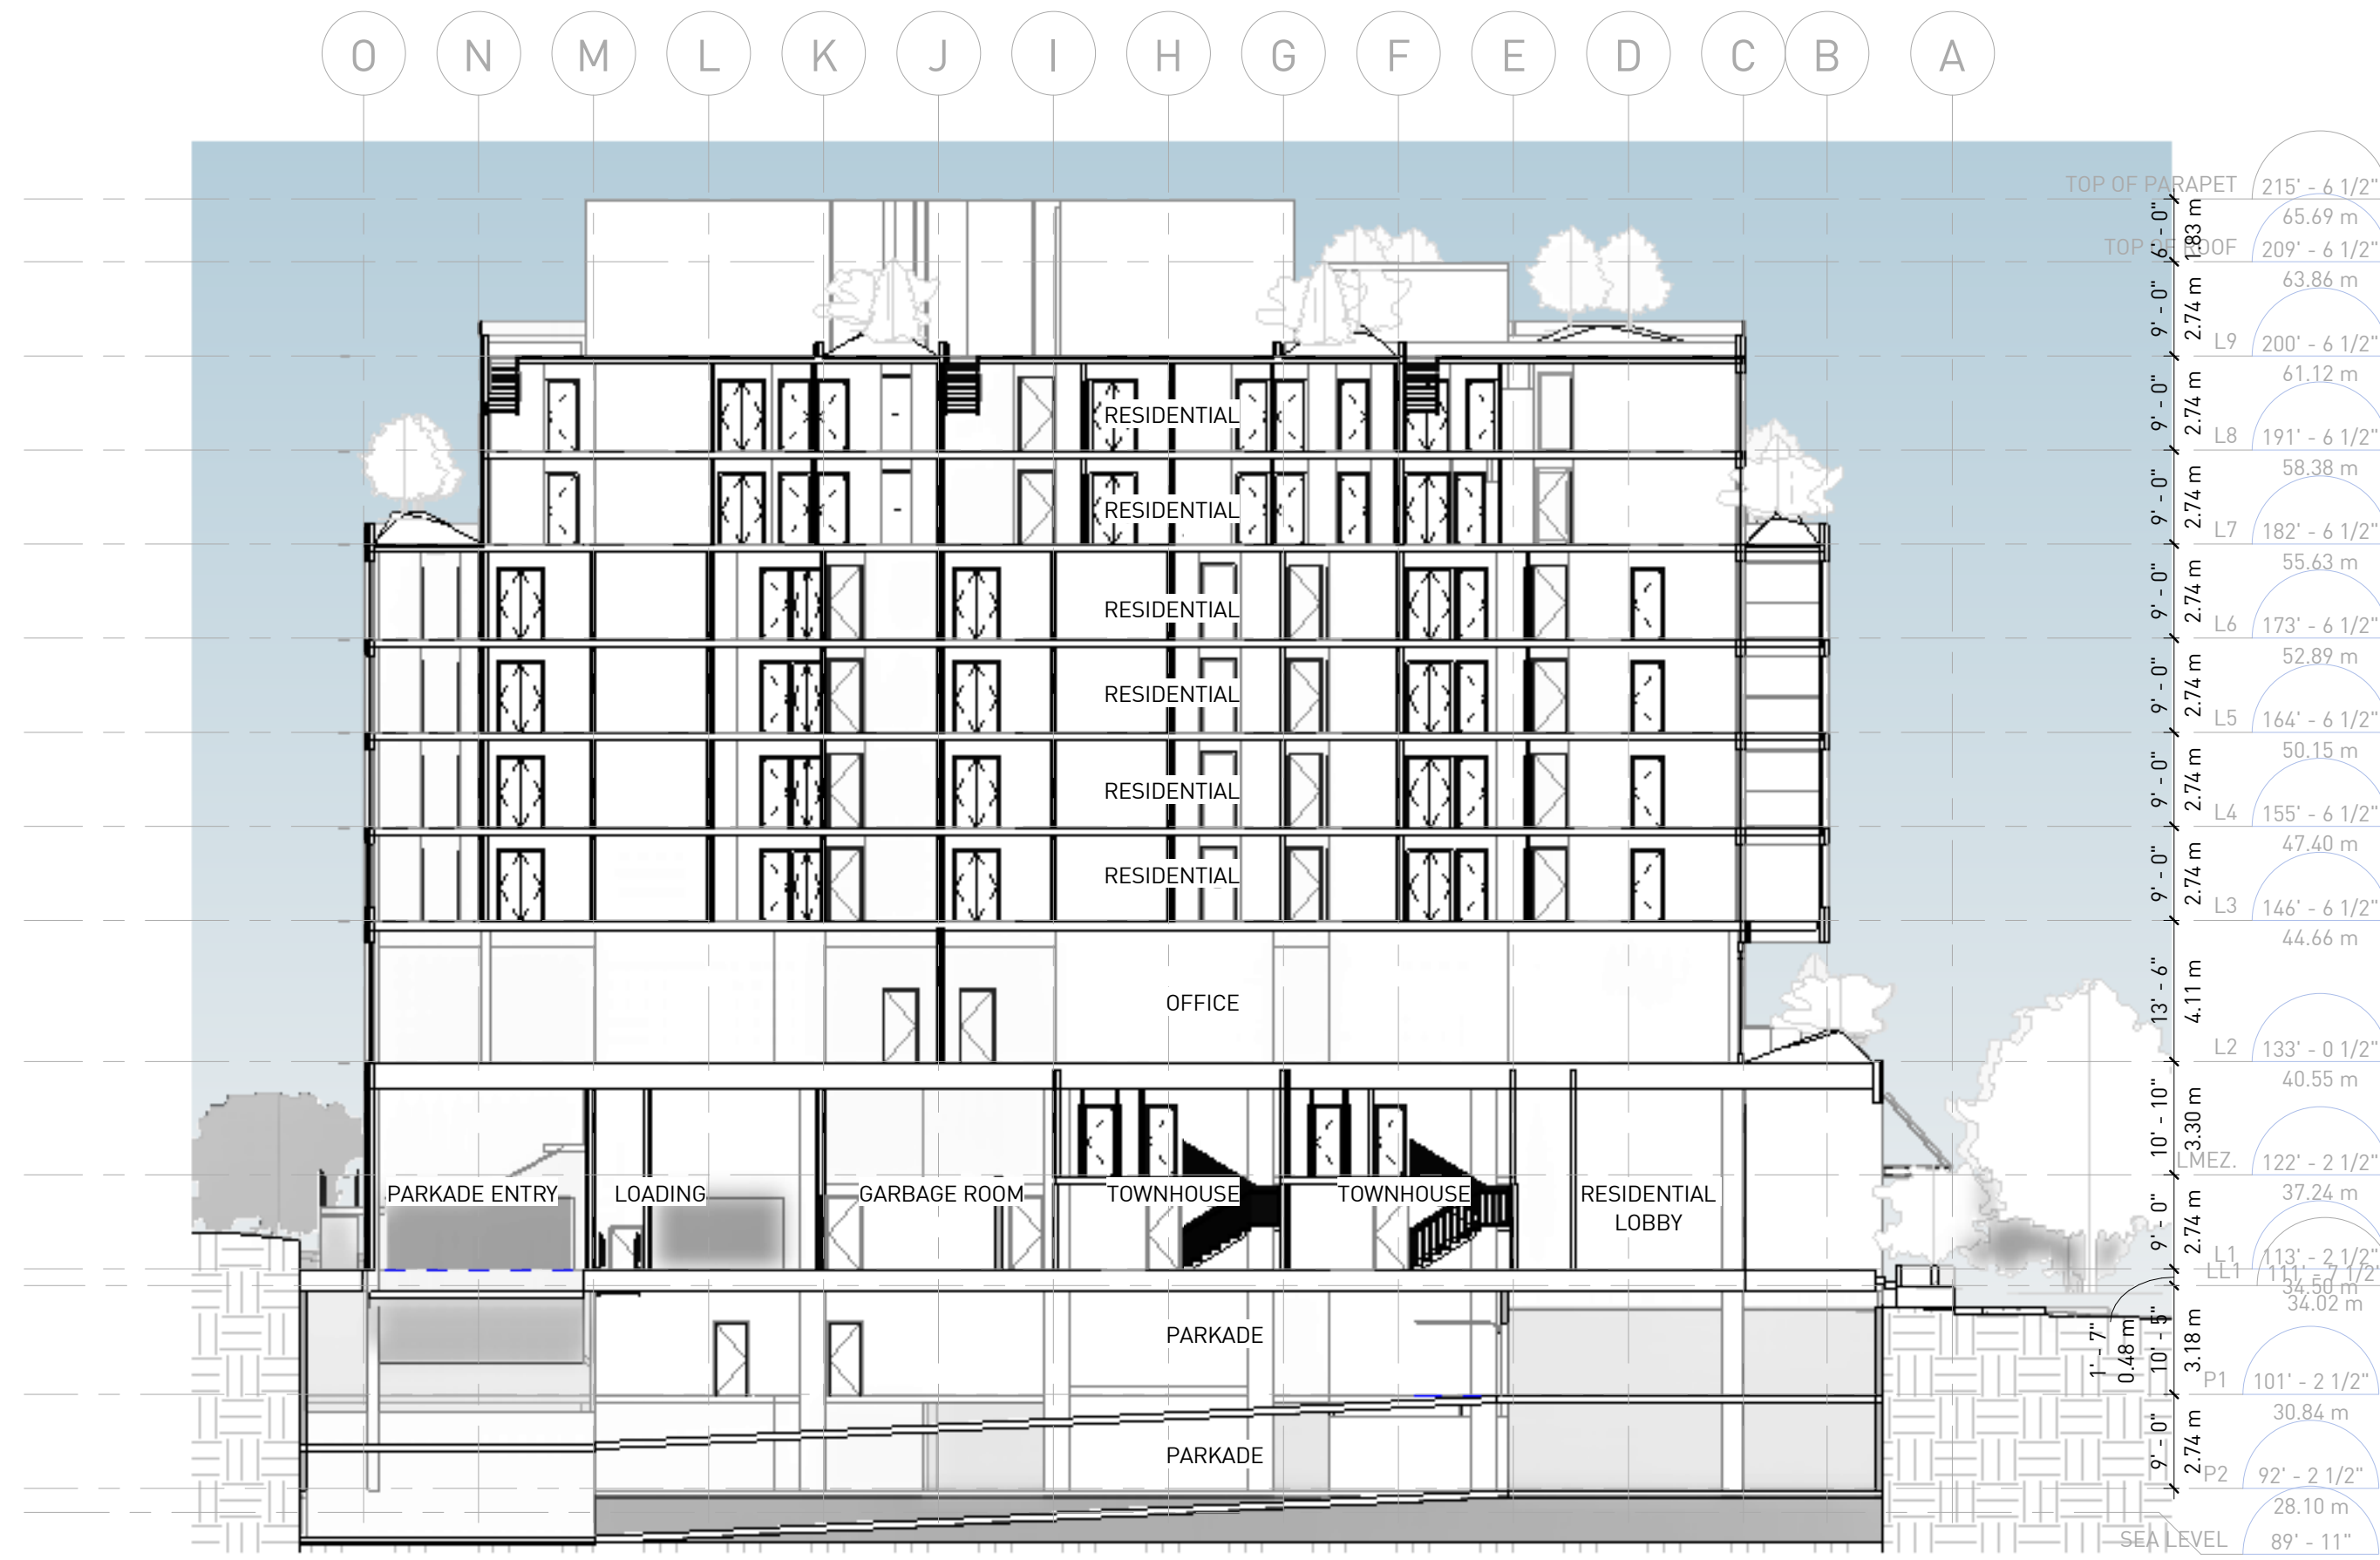 O N M L K J I H G F E D C B A
TOP OF PARAPET 215' - 6 1/2"
65.69 m
6' - 0"
1.83 m
TOP OF ROOF 209' - 6 1/2"
63.86 m
9' - 0"
2.74 m
L9 200' - 6 1/2"
61.12 m
RESIDENTIAL
9' - 0"
2.74 m
L8 191' - 6 1/2"
58.38 m
RESIDENTIAL
9' - 0"
2.74 m
L7 182' - 6 1/2"
55.63 m
RESIDENTIAL
9' - 0"
2.74 m
L6 173' - 6 1/2"
52.89 m
RESIDENTIAL
9' - 0"
2.74 m
L5 164' - 6 1/2"
50.15 m
RESIDENTIAL
9' - 0"
2.74 m
L4 155' - 6 1/2"
47.40 m
RESIDENTIAL
9' - 0"
2.74 m
L3 146' - 6 1/2"
44.66 m
OFFICE
13' - 6"
4.11 m
L2 133' - 0 1/2"
40.55 m
10' - 10"
3.30 m
LMEZ. 122' - 2 1/2"
37.24 m
PARKADE ENTRY LOADING GARBAGE ROOM TOWNHOUSE TOWNHOUSE RESIDENTIAL
LOBBY
9' - 0"
2.74 m
L1 113' - 2 1/2"
LL1 111' - 7 1/2"
34.50 m
34.02 m
PARKADE
1' - 7"
0.48 m
10' - 5"
3.18 m
P1 101' - 2 1/2"
30.84 m
PARKADE
9' - 0"
2.74 m
P2 92' - 2 1/2"
28.10 m
SEA LEVEL 89' - 11"